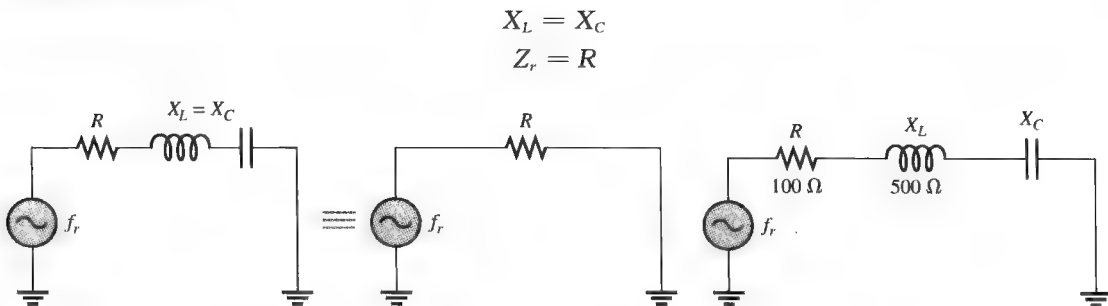 X_L = X_C
Z_r = R
R
X_L = X_C
f_r
R
f_r
R
100 Ω
X_L
500 Ω
X_C
f_r